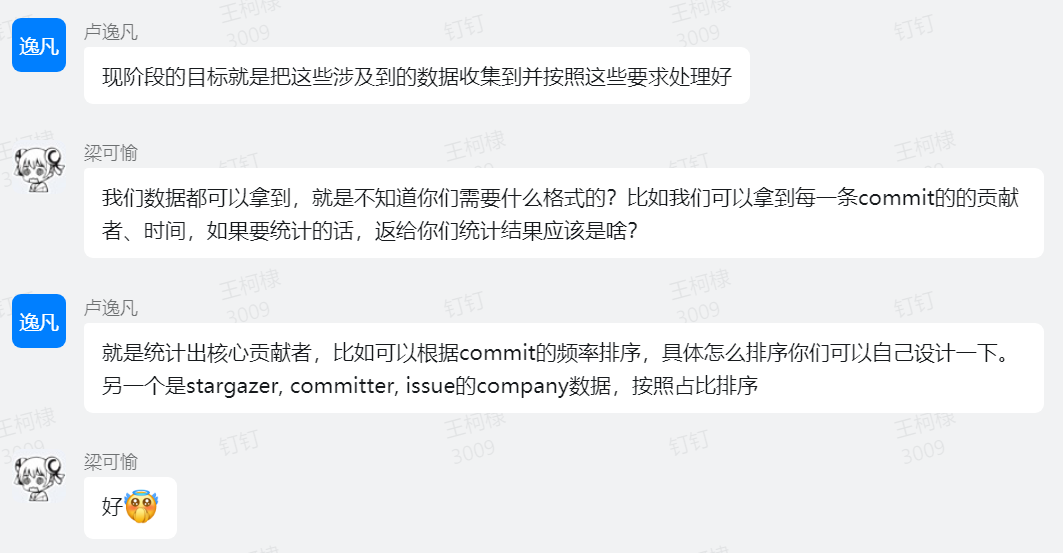 逸凡
卢逸凡
现阶段的目标就是把这些涉及到的数据收集到并按照这些要求处理好
梁可愉
我们数据都可以拿到，就是不知道你们需要什么格式的？比如我们可以拿到每一条commit的的贡献
者、时间，如果要统计的话，返给你们统计结果应该是啥？
逸凡
卢逸凡
就是统计出核心贡献者，比如可以根据commit的频率排序，具体怎么排序你们可以自己设计一下。
另一个是stargazer, committer, issue的company数据，按照占比排序
梁可愉
好
王柯棣
3009
钉钉